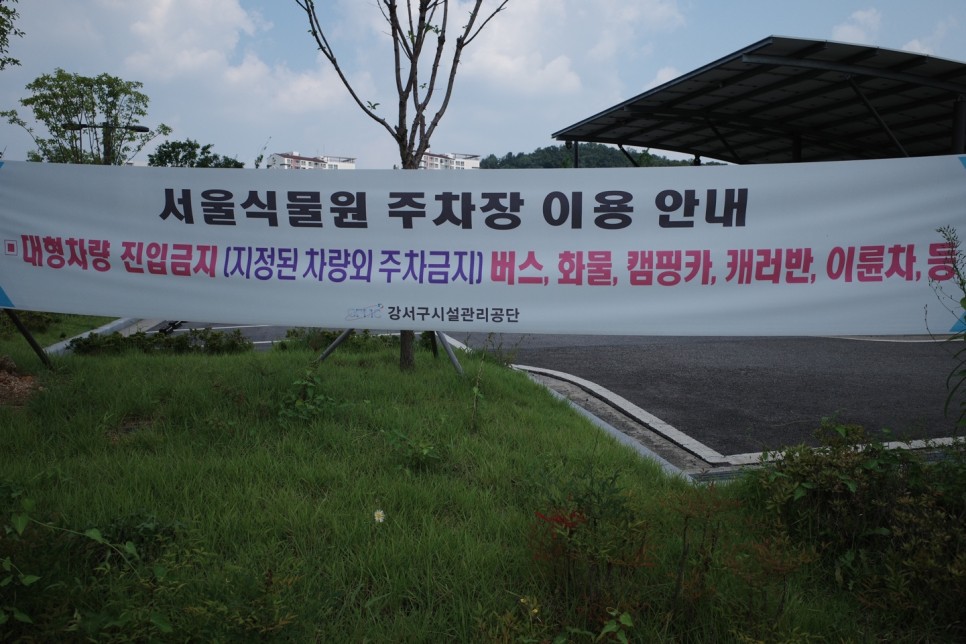 서울식물원 주차장 이용 안내
대형차량 진입금지 (지정된 차량외 주차금지) 버스, 화물, 캠핑카, 캐러반, 이륜차, 등
강서구시설관리공단